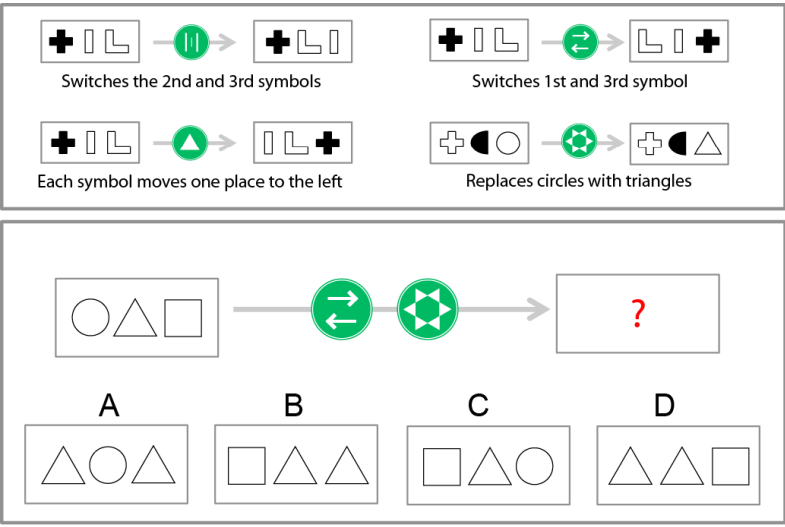 Switches the 2nd and 3rd symbols
Switches 1st and 3rd symbol
Each symbol moves one place to the left
Replaces circles with triangles
?
A B C D